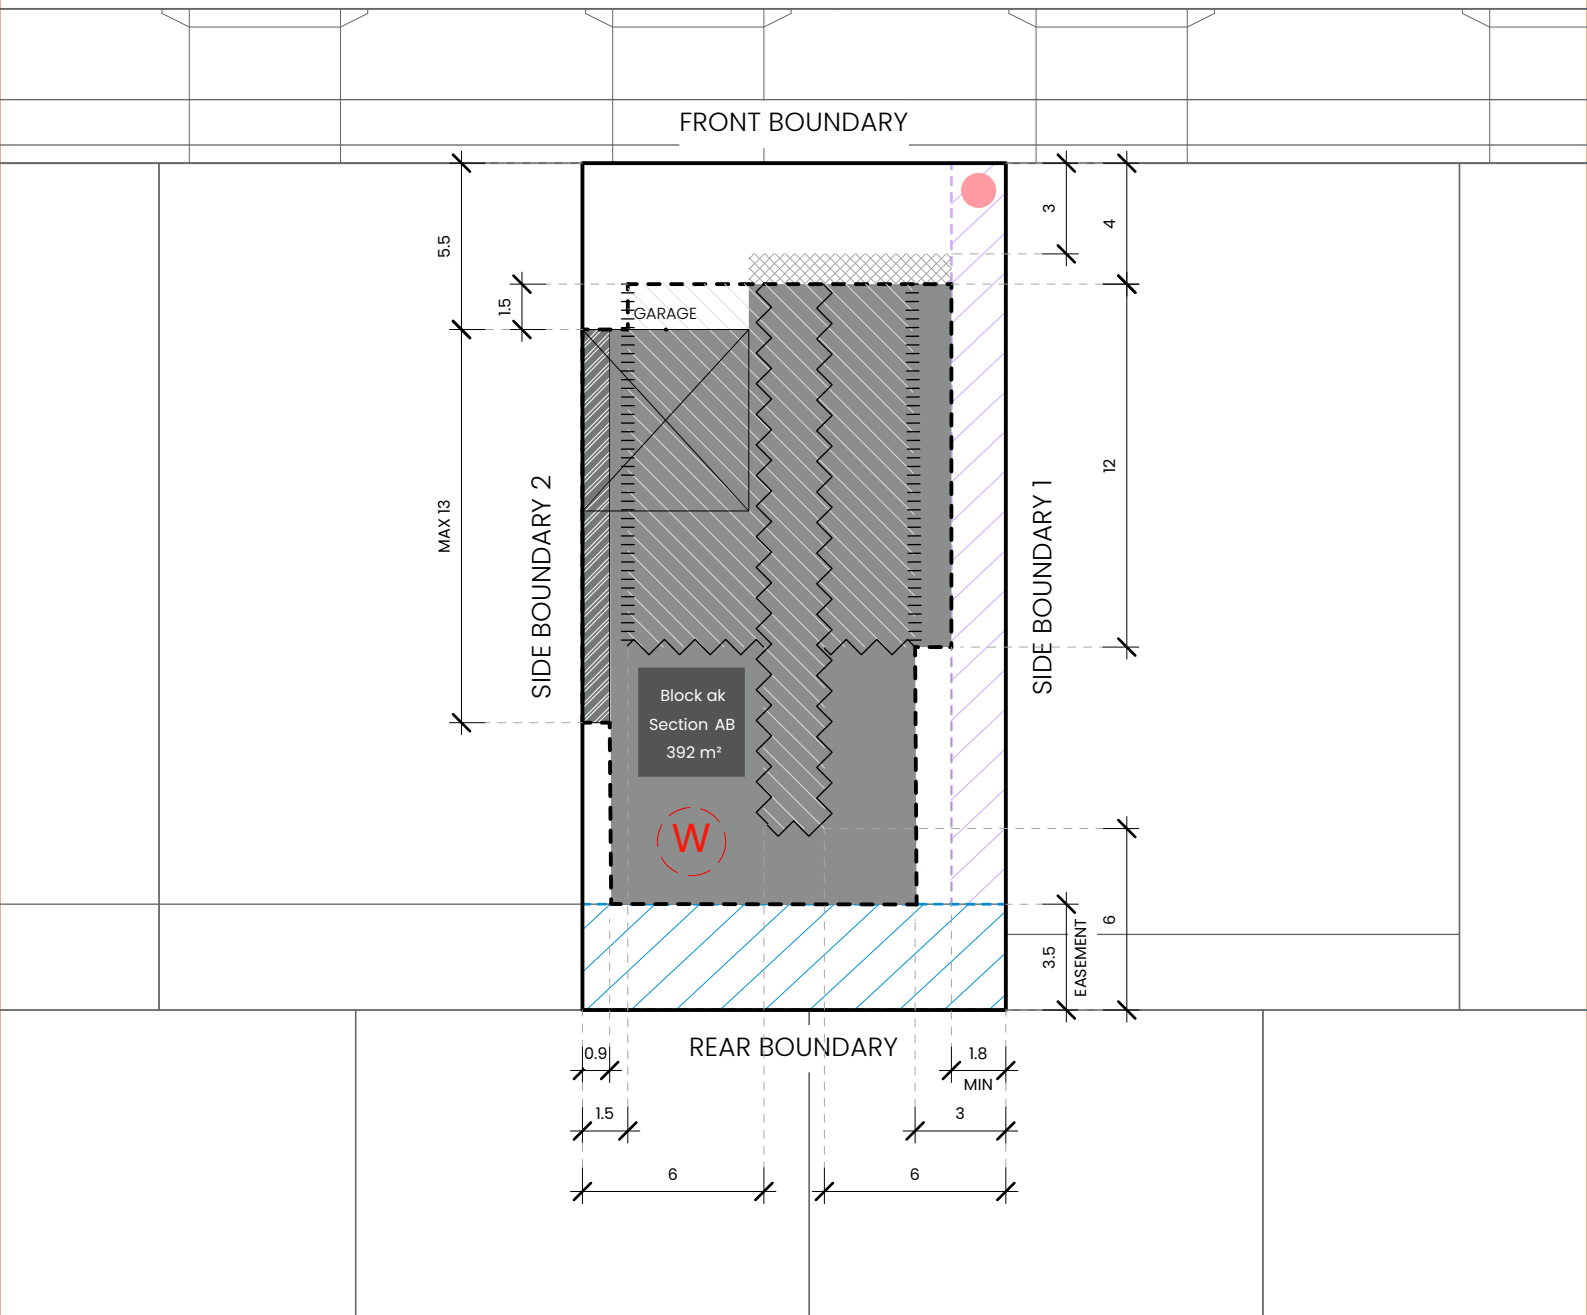 FRONT BOUNDARY
5.5
1.5
3
4
GARAGE
MAX 13
SIDE BOUNDARY 2
SIDE BOUNDARY 1
12
Block ak
Section AB
392 m²
W
3.5
EASEMENT
6
REAR BOUNDARY
0.9
1.8
MIN
1.5
3
6
6